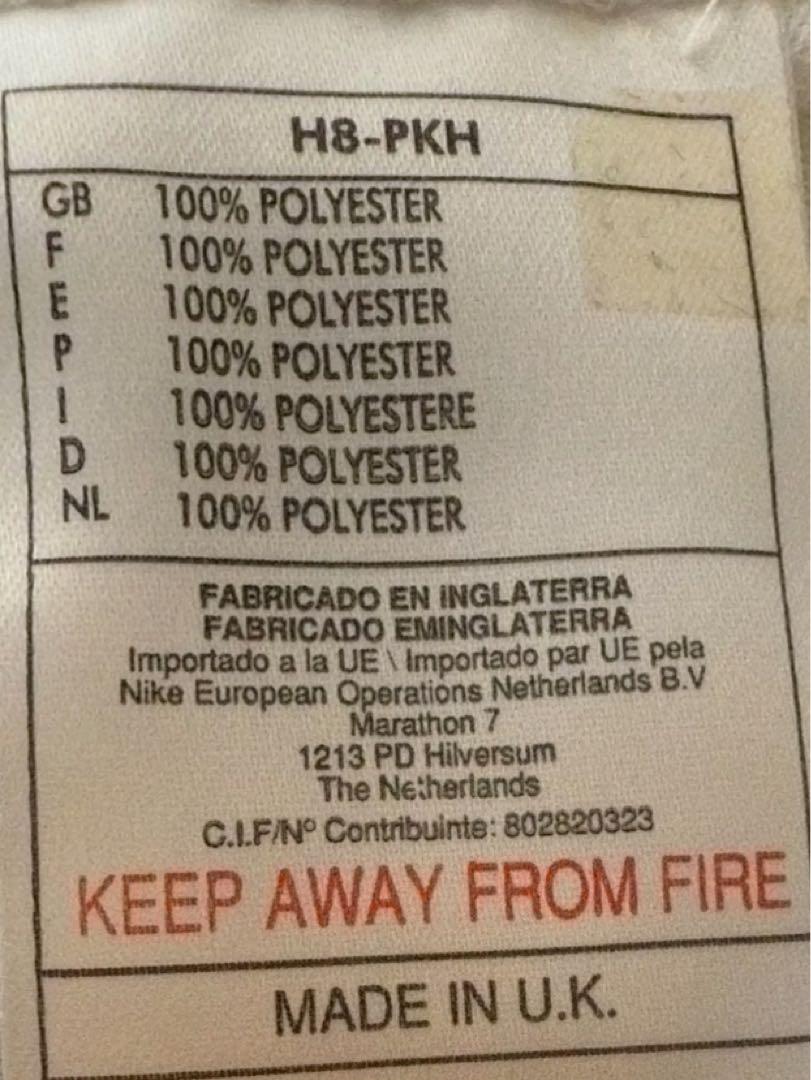 H8-PKH
GB 100% POLYESTER
F 100% POLYESTER
E 100% POLYESTER
P 100% POLYESTER
I 100% POLYESTERE
D 100% POLYESTER
NL 100% POLYESTER
FABRICADO EN INGLATERRA
FABRICADO EMINGLATERRA
Importado a la UE \ Importado par UE pela
Nike European Operations Netherlands B.V
Marathon 7
1213 PD Hilversum
The Netherlands
C.I.F/Nº Contribuinte: 802820323
KEEP AWAY FROM FIRE
MADE IN U.K.